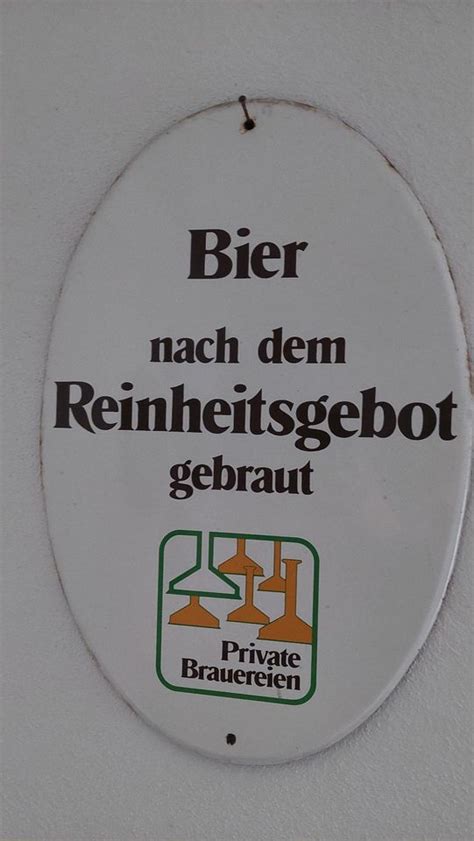 Bier
nach dem
Reinheitsgebot
gebraut
Private
Brauereien